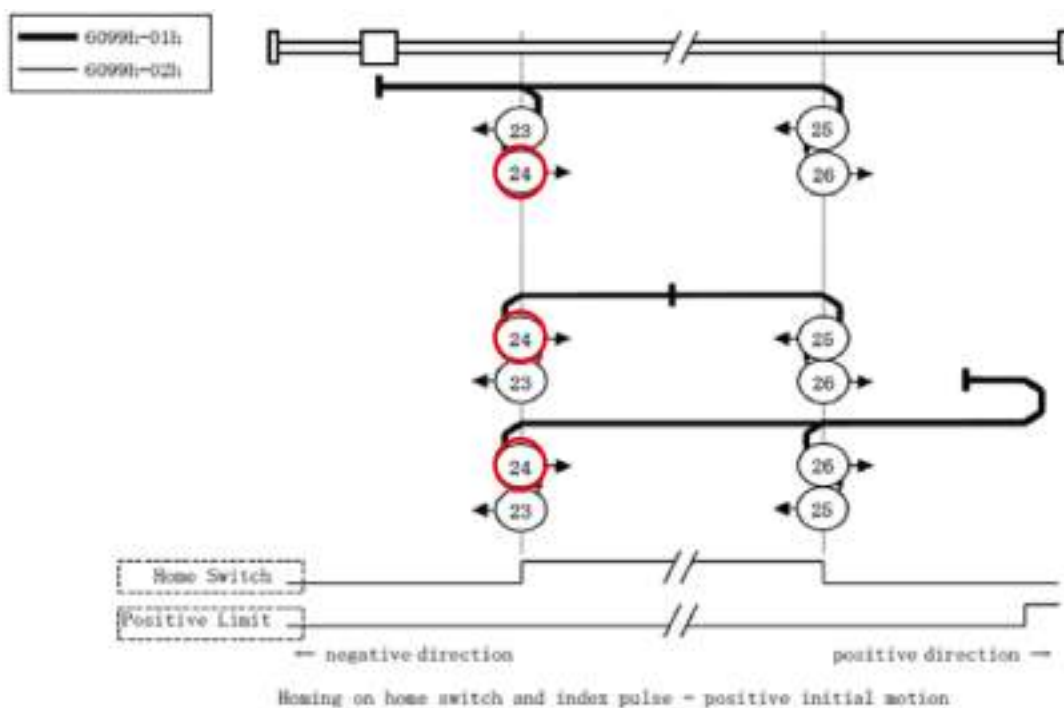 6099h-01h
6099h-02h
23
25
24
26
24
25
23
26
24
26
23
25
Home Switch
Positive Limit
← negative direction
positive direction →
Homing on home switch and index pulse - positive initial motion